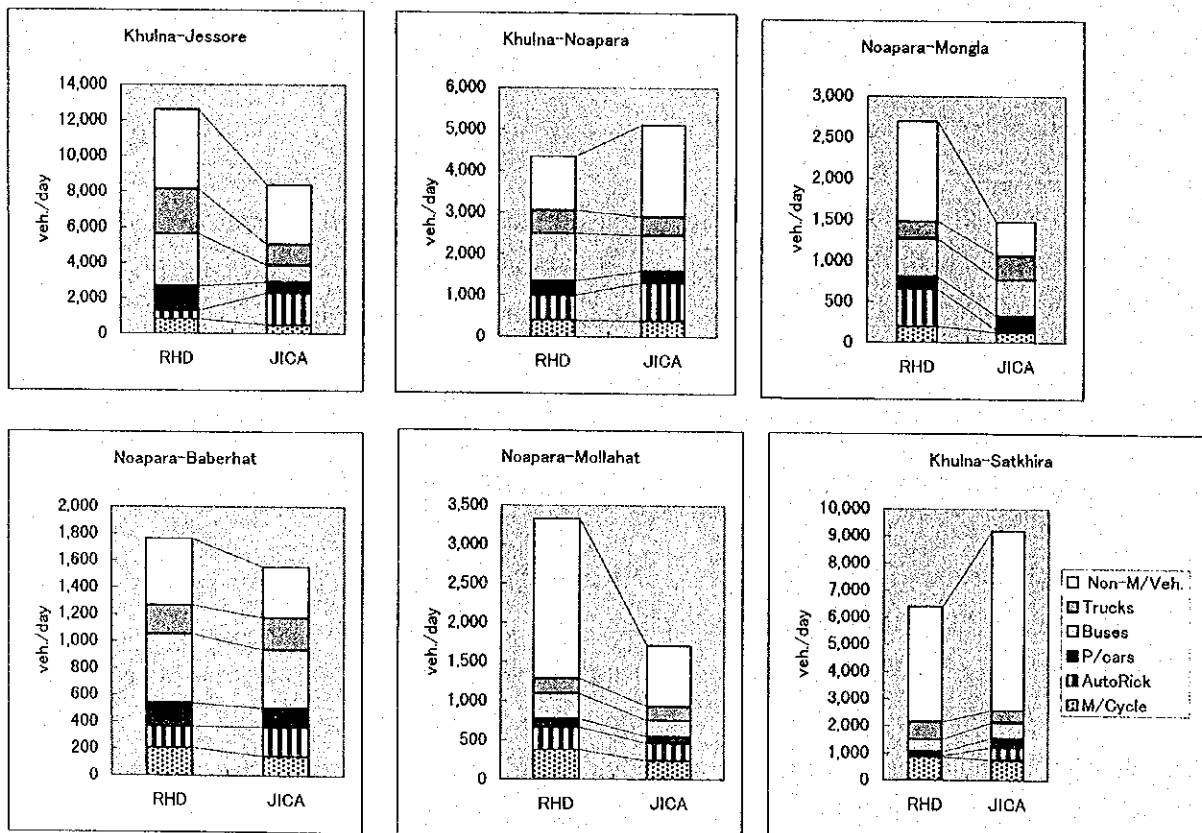 Khulna-Jessore
14,000
12,000
10,000
8,000
6,000
4,000
2,000
0
veh./day
RHD JICA
Khulna-Noapara
6,000
5,000
4,000
3,000
2,000
1,000
0
veh./day
RHD JICA
Noapara-Mongla
3,000
2,500
2,000
1,500
1,000
500
0
veh./day
RHD JICA
Noapara-Baberhat
2,000
1,800
1,600
1,400
1,200
1,000
800
600
400
200
0
veh./day
RHD JICA
Noapara-Mollahat
3,500
3,000
2,500
2,000
1,500
1,000
500
0
veh./day
RHD JICA
Khulna-Satkhira
10,000
9,000
8,000
7,000
6,000
5,000
4,000
3,000
2,000
1,000
0
veh./day
RHD JICA
Non-M/Veh.
Trucks
Buses
P/cars
AutoRick
M/Cycle